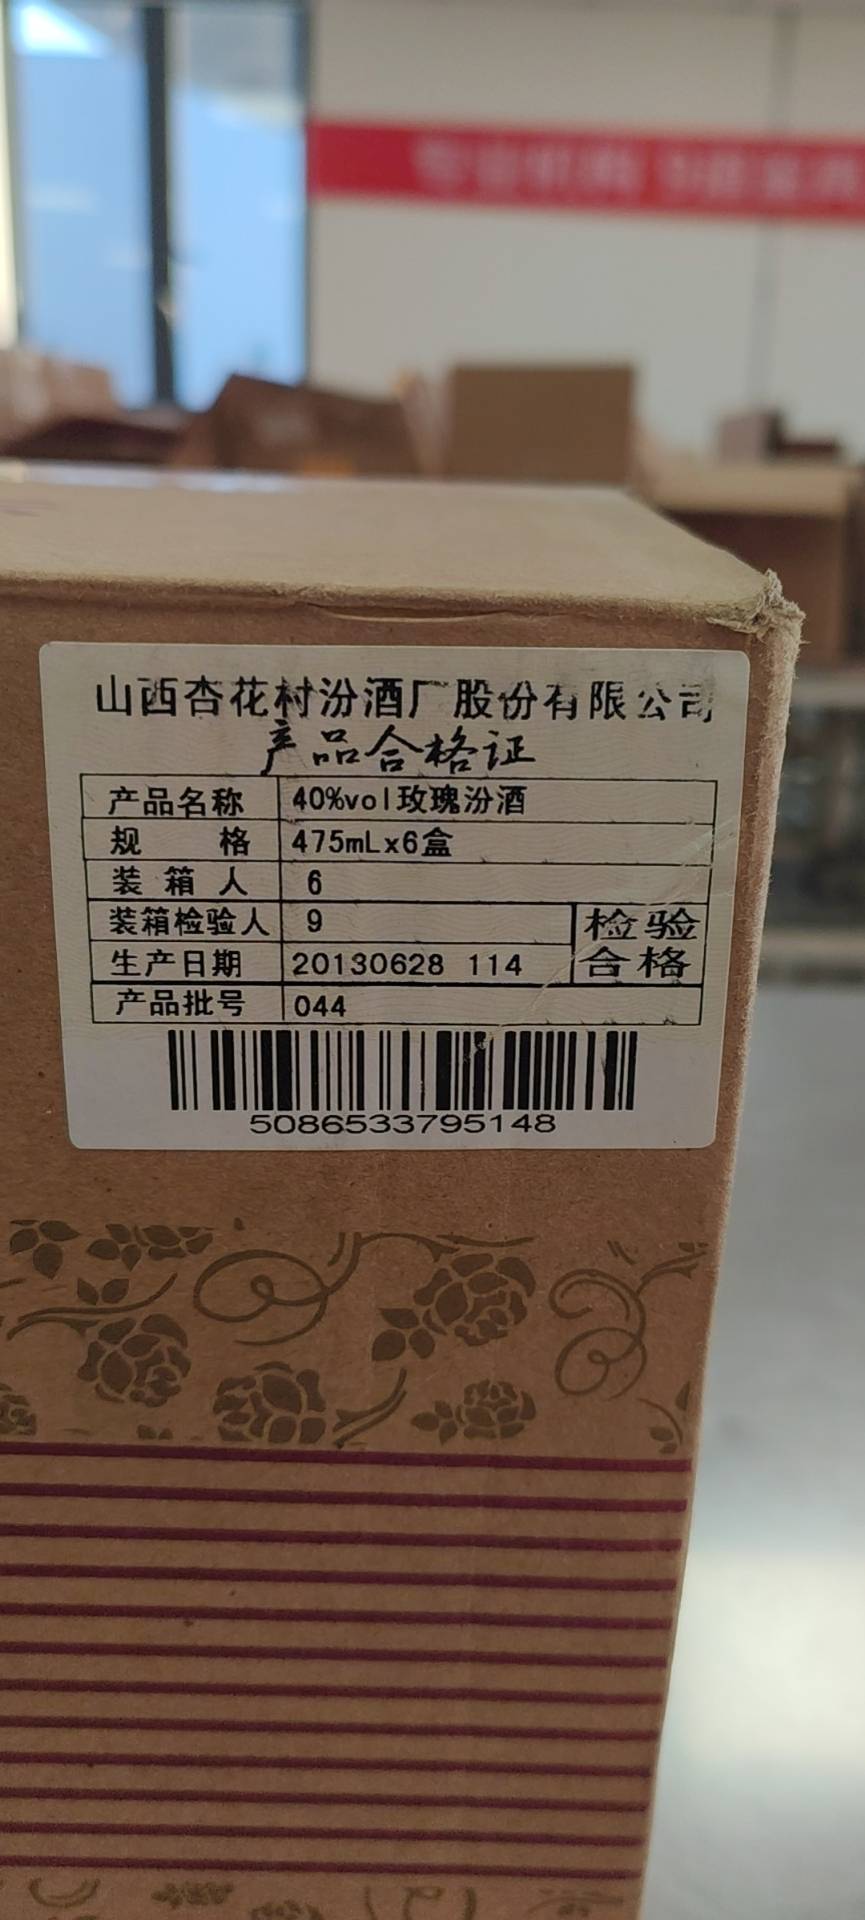 山西杏花村汾酒厂股份有限公司
产品合格证
产品名称 40%vol玫瑰汾酒
规 格 475mLx6盒
装 箱 人 6
装箱检验人 9
检验
生产日期 20130628 114
合格
产品批号 044
5086533795148